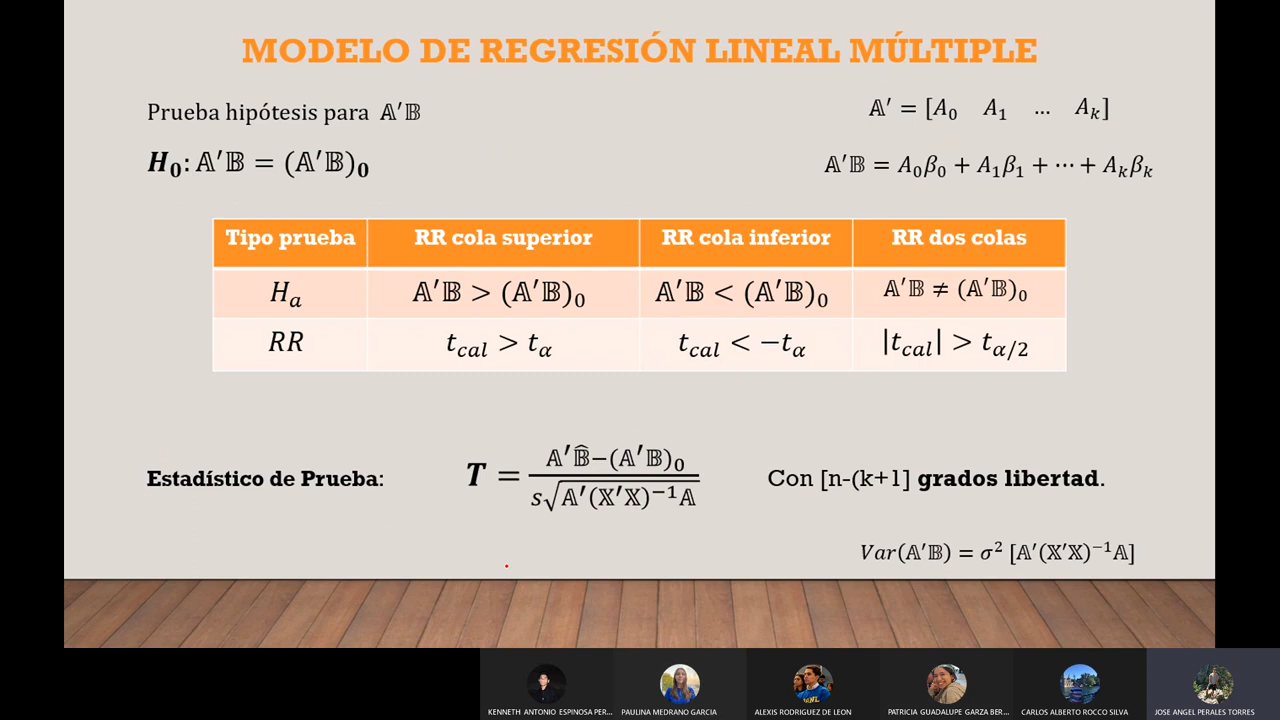 MODELO DE REGRESIÓN LINEAL MÚLTIPLE
Prueba hipótesis para 𝔸′𝔹
𝔸′ = [A₀ A₁ … Aₖ]
H₀: 𝔸′𝔹 = (𝔸′𝔹)₀
𝔸′𝔹 = A₀β₀ + A₁β₁ + ⋯ + Aₖβₖ
Tipo prueba RR cola superior RR cola inferior RR dos colas
Hₐ 𝔸′𝔹 > (𝔸′𝔹)₀ 𝔸′𝔹 < (𝔸′𝔹)₀ 𝔸′𝔹 ≠ (𝔸′𝔹)₀
RR t_cal > t_α t_cal < −t_α |t_cal| > t_α/2
Estadístico de Prueba: T = (𝔸′𝔹̂−(𝔸′𝔹)₀) / (s√(𝔸′(𝕏′𝕏)⁻¹𝔸)) Con [n-(k+1] grados libertad.
Var(𝔸′𝔹) = σ² [𝔸′(𝕏′𝕏)⁻¹𝔸]
KENNETH ANTONIO ESPINOSA PER... PAULINA MEDRANO GARCIA ALEXIS RODRIGUEZ DE LEON PATRICIA GUADALUPE GARZA BER... CARLOS ALBERTO ROCCO SILVA JOSE ANGEL PERALES TORRES